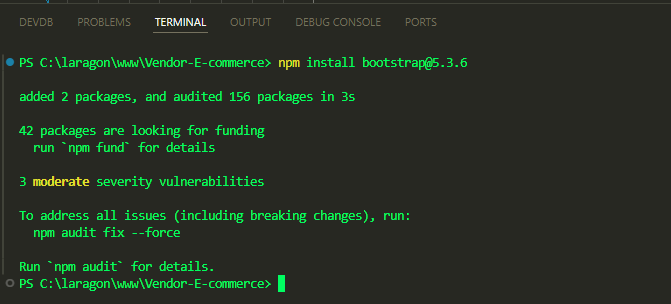 DEVDB PROBLEMS TERMINAL OUTPUT DEBUG CONSOLE PORTS
PS C:\laragon\www\Vendor-E-commerce> npm install bootstrap@5.3.6
added 2 packages, and audited 156 packages in 3s
42 packages are looking for funding
  run `npm fund` for details
3 moderate severity vulnerabilities
To address all issues (including breaking changes), run:
  npm audit fix --force
Run `npm audit` for details.
PS C:\laragon\www\Vendor-E-commerce>